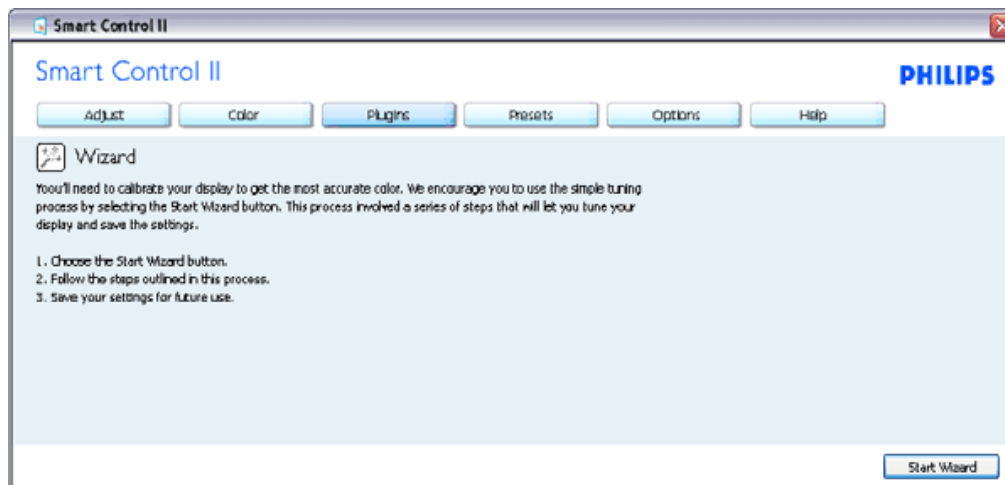 Smart Control II
Smart Control II
PHILIPS
Adjust Color Plugins Presets Options Help
Wizard
Yoou'll need to calibrate your display to get the most accurate color. We encourage you to use the simple tuning
process by selecting the Start Wizard button. This process involved a series of steps that will let you tune your
display and save the settings.
1. Choose the Start Wizard button.
2. Follow the steps outlined in this process.
3. Save your settings for future use.
Start Wizard